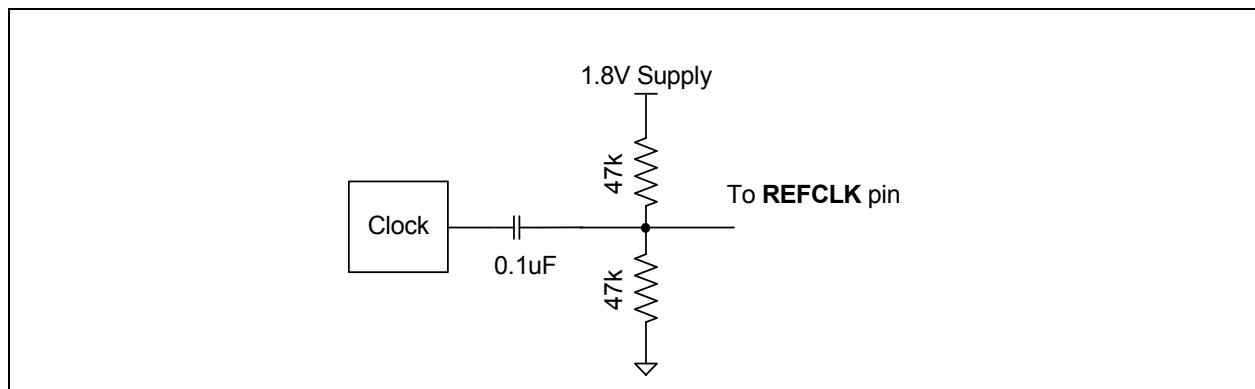 1.8V Supply
47k
To REFCLK pin
Clock
0.1uF
47k